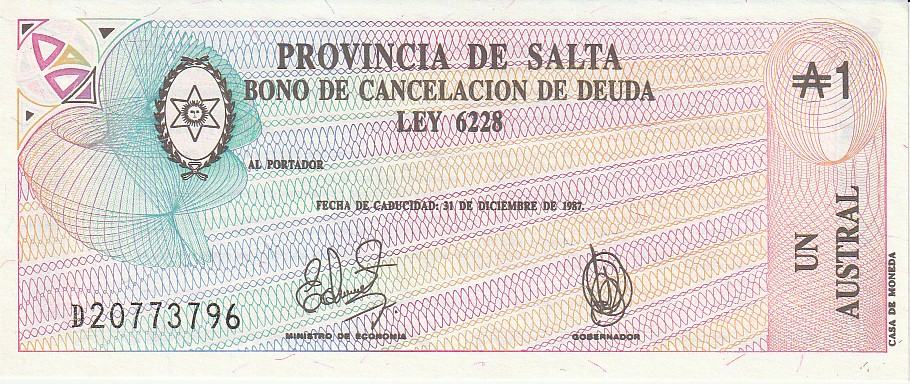 PROVINCIA DE SALTA
BONO DE CANCELACION DE DEUDA
LEY 6228
AL PORTADOR
FECHA DE CADUCIDAD: 31 DE DICIEMBRE DE 1987.
D20773796
MINISTRO DE ECONOMIA
GOBERNADOR
₳1
UN
AUSTRAL
CASA DE MONEDA